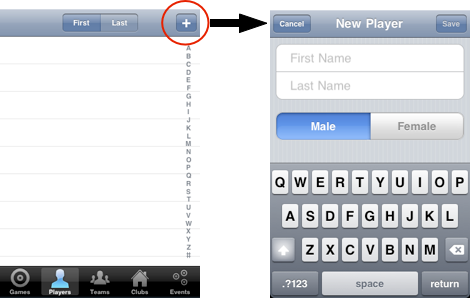 First Last +
A
B
C
D
E
F
G
H
I
J
K
L
M
N
O
P
Q
R
S
T
U
V
W
X
Y
Z
#
Games Players Teams Clubs Events
Cancel New Player Save
First Name
Last Name
Male Female
Q W E R T Y U I O P
A S D F G H J K L
Z X C V B N M
.?123 space return